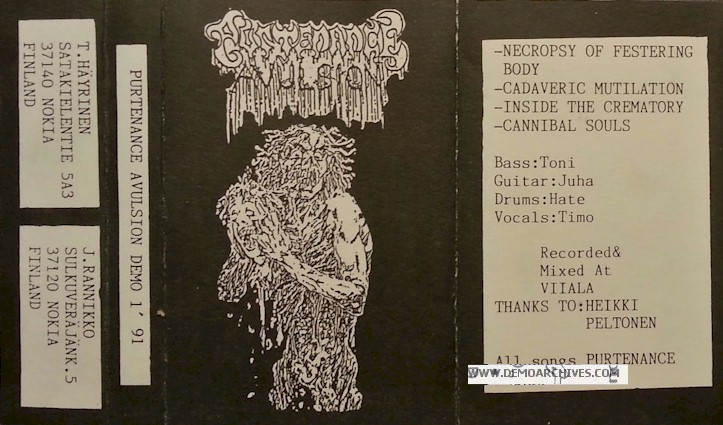 T.HÄYRINEN
SATAKIELENTIE 5A3
37140 NOKIA
FINLAND
J.RANNIKKO
SULKUVERÄJÄNK.5
37120 NOKIA
FINLAND
PURTENANCE AVULSION DEMO 1' 91
PURTENANCE
AVULSION
-NECROPSY OF FESTERING
BODY
-CADAVERIC MUTILATION
-INSIDE THE CREMATORY
-CANNIBAL SOULS
Bass:Toni
Guitar:Juha
Drums:Hate
Vocals:Timo
Recorded&
Mixed At
VIIALA
THANKS TO:HEIKKI
PELTONEN
All songs PURTENANCE
WWW.DEMOARCHIVES.COM